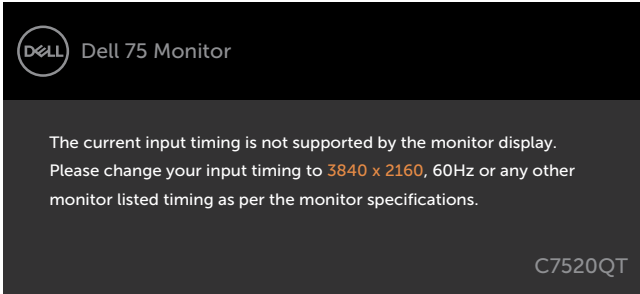 DELL
Dell 75 Monitor
The current input timing is not supported by the monitor display.
Please change your input timing to 3840 x 2160, 60Hz or any other
monitor listed timing as per the monitor specifications.
C7520QT